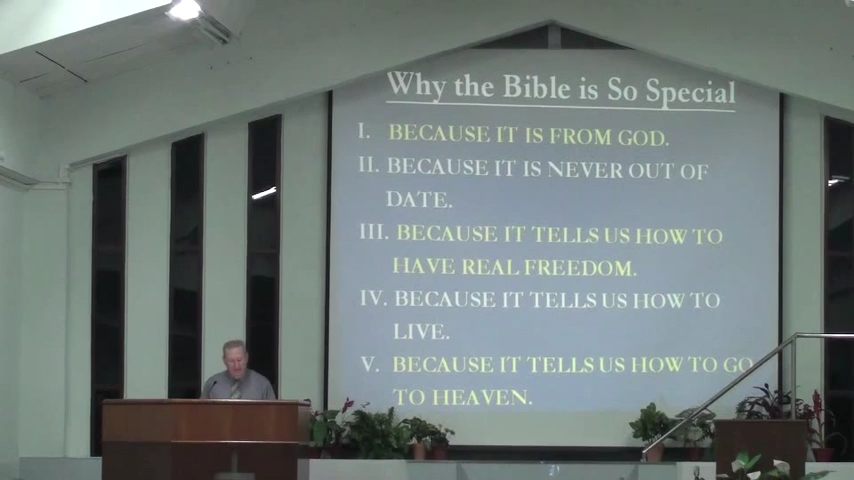 Why the Bible is So Special
I. BECAUSE IT IS FROM GOD.
II. BECAUSE IT IS NEVER OUT OF
DATE.
III. BECAUSE IT TELLS US HOW TO
HAVE REAL FREEDOM.
IV. BECAUSE IT TELLS US HOW TO
LIVE.
V. BECAUSE IT TELLS US HOW TO GO
TO HEAVEN.